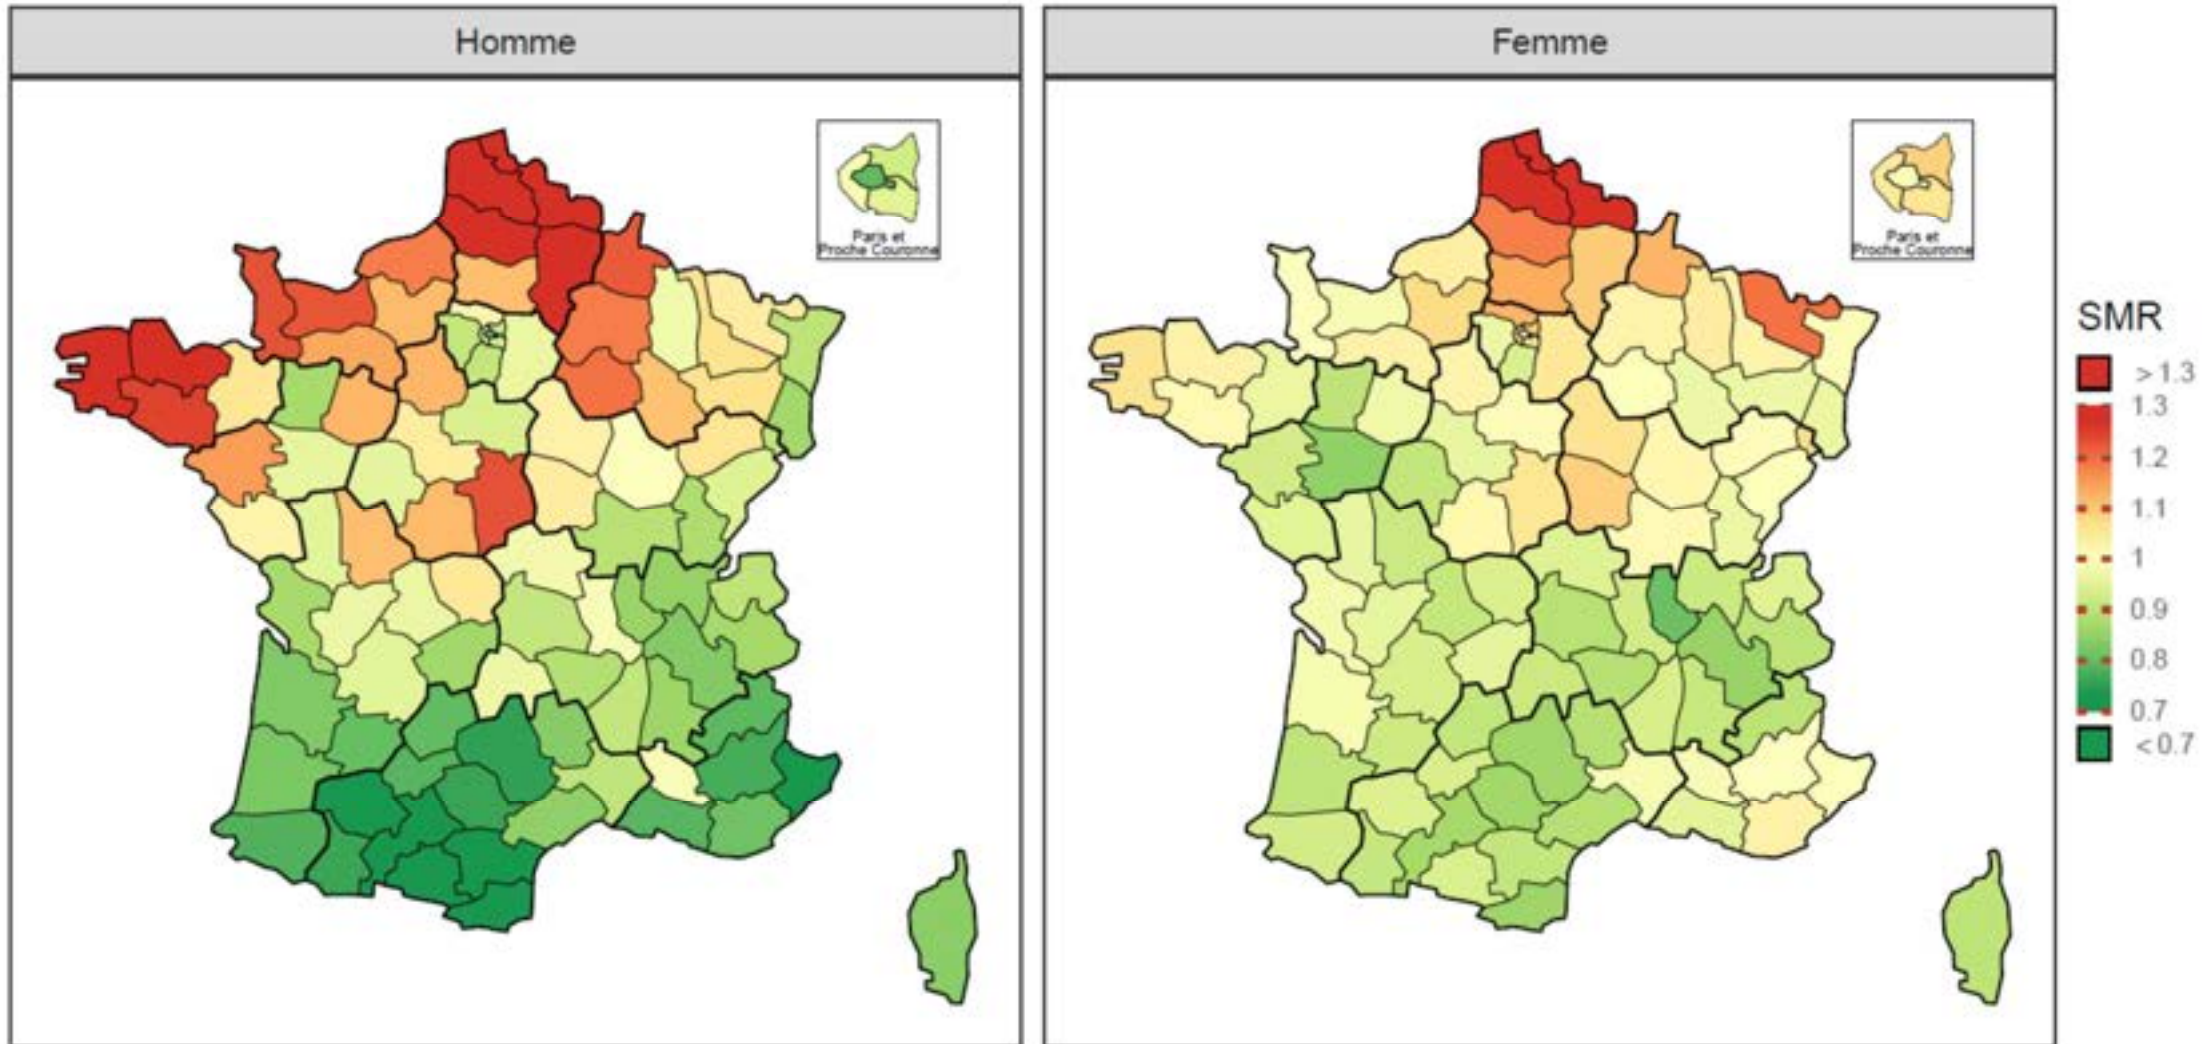 Homme
Femme
Paris et
Proche Couronne
Paris et
Proche Couronne
SMR
> 1.3
1.3
1.2
1.1
1
0.9
0.8
0.7
< 0.7